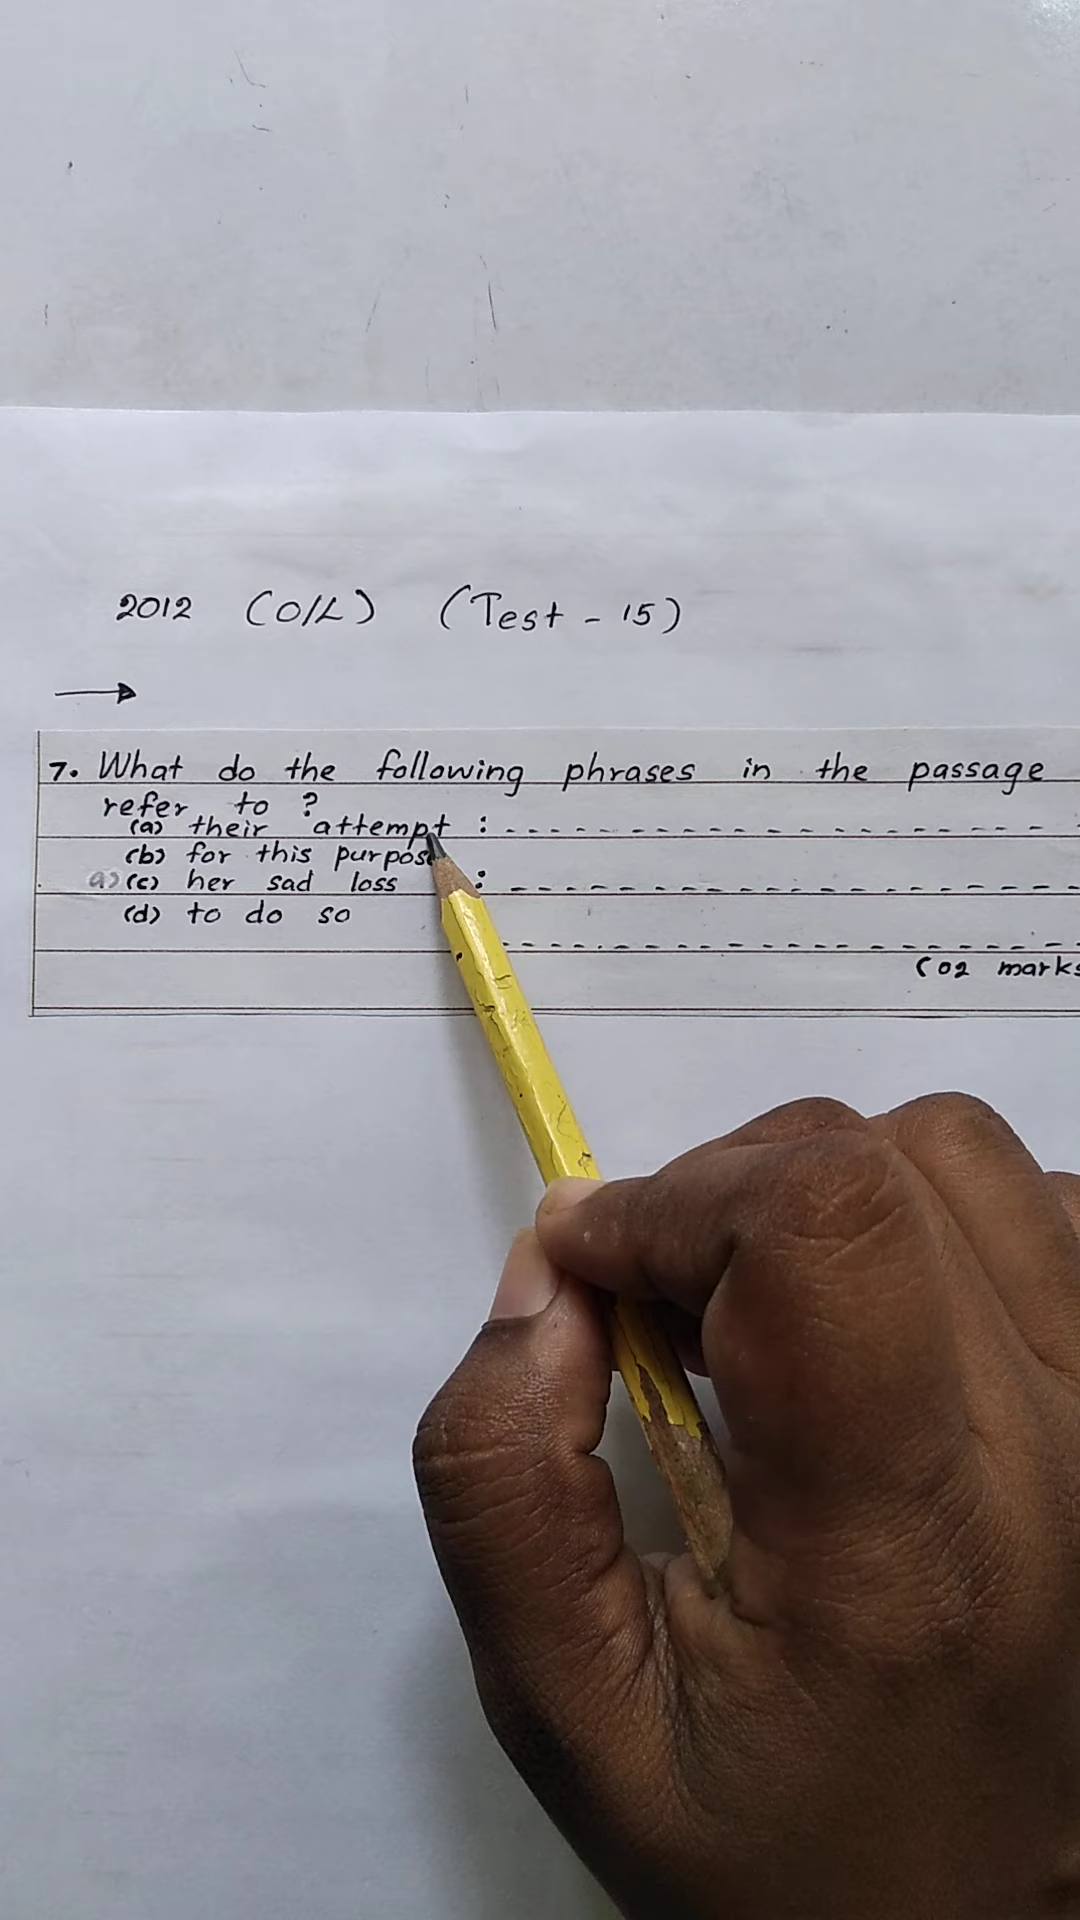 2012 (O/L) (Test - 15)
7. What do the following phrases in the passage
refer to ?
(a) their attempt :
(b) for this purpos
a) (c) her sad loss :
(d) to do so
(02 marks